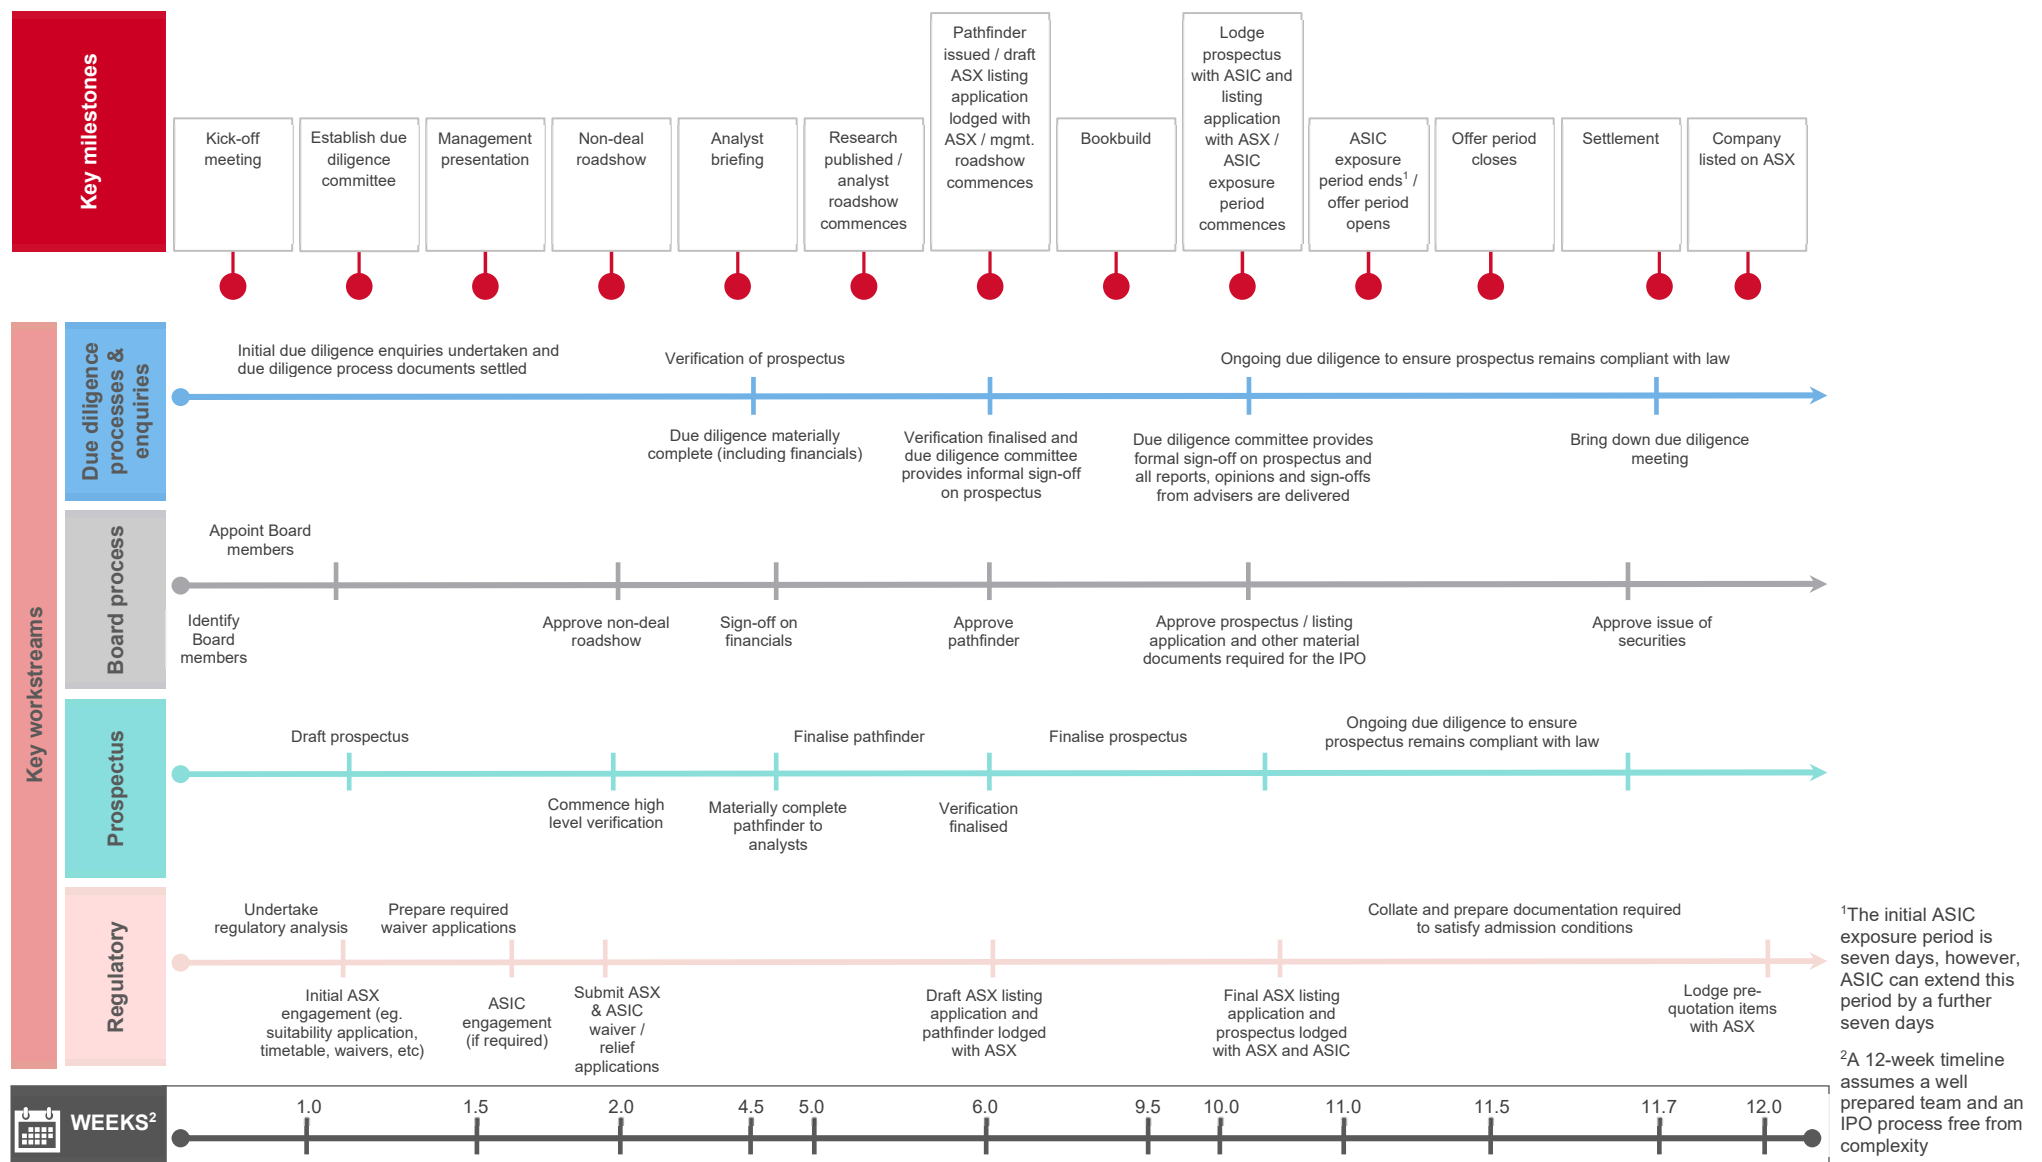 Key milestones
Kick-off
meeting
Establish due
diligence
committee
Management
presentation
Non-deal
roadshow
Analyst
briefing
Research
published /
analyst
roadshow
commences
Pathfinder
issued / draft
ASX listing
application
lodged with
ASX / mgmt.
roadshow
commences
Bookbuild
Lodge
prospectus
with ASIC and
listing
application
with ASX /
ASIC
exposure
period
commences
ASIC
exposure
period ends1 /
offer period
opens
Offer period
closes
Settlement
Company
listed on ASX
Key workstreams
Due diligence
processes &
enquiries
Initial due diligence enquiries undertaken and
due diligence process documents settled
Verification of prospectus
Ongoing due diligence to ensure prospectus remains compliant with law
Due diligence materially
complete (including financials)
Verification finalised and
due diligence committee
provides informal sign-off
on prospectus
Due diligence committee provides
formal sign-off on prospectus and
all reports, opinions and sign-offs
from advisers are delivered
Bring down due diligence
meeting
Board process
Appoint Board
members
Identify
Board
members
Approve non-deal
roadshow
Sign-off on
financials
Approve
pathfinder
Approve prospectus / listing
application and other material
documents required for the IPO
Approve issue of
securities
Prospectus
Draft prospectus
Finalise pathfinder
Finalise prospectus
Ongoing due diligence to ensure
prospectus remains compliant with law
Commence high
level verification
Materially complete
pathfinder to
analysts
Verification
finalised
Regulatory
Undertake
regulatory analysis
Prepare required
waiver applications
Collate and prepare documentation required
to satisfy admission conditions
Initial ASX
engagement (eg.
suitability application,
timetable, waivers, etc)
ASIC
engagement
(if required)
Submit ASX
& ASIC
waiver /
relief
applications
Draft ASX listing
application and
pathfinder lodged
with ASX
Final ASX listing
application and
prospectus lodged
with ASX and ASIC
Lodge pre-
quotation items
with ASX
1The initial ASIC
exposure period is
seven days, however,
ASIC can extend this
period by a further
seven days
2A 12-week timeline
assumes a well
prepared team and an
IPO process free from
complexity
WEEKS2
1.0 1.5 2.0 4.5 5.0 6.0 9.5 10.0 11.0 11.5 11.7 12.0